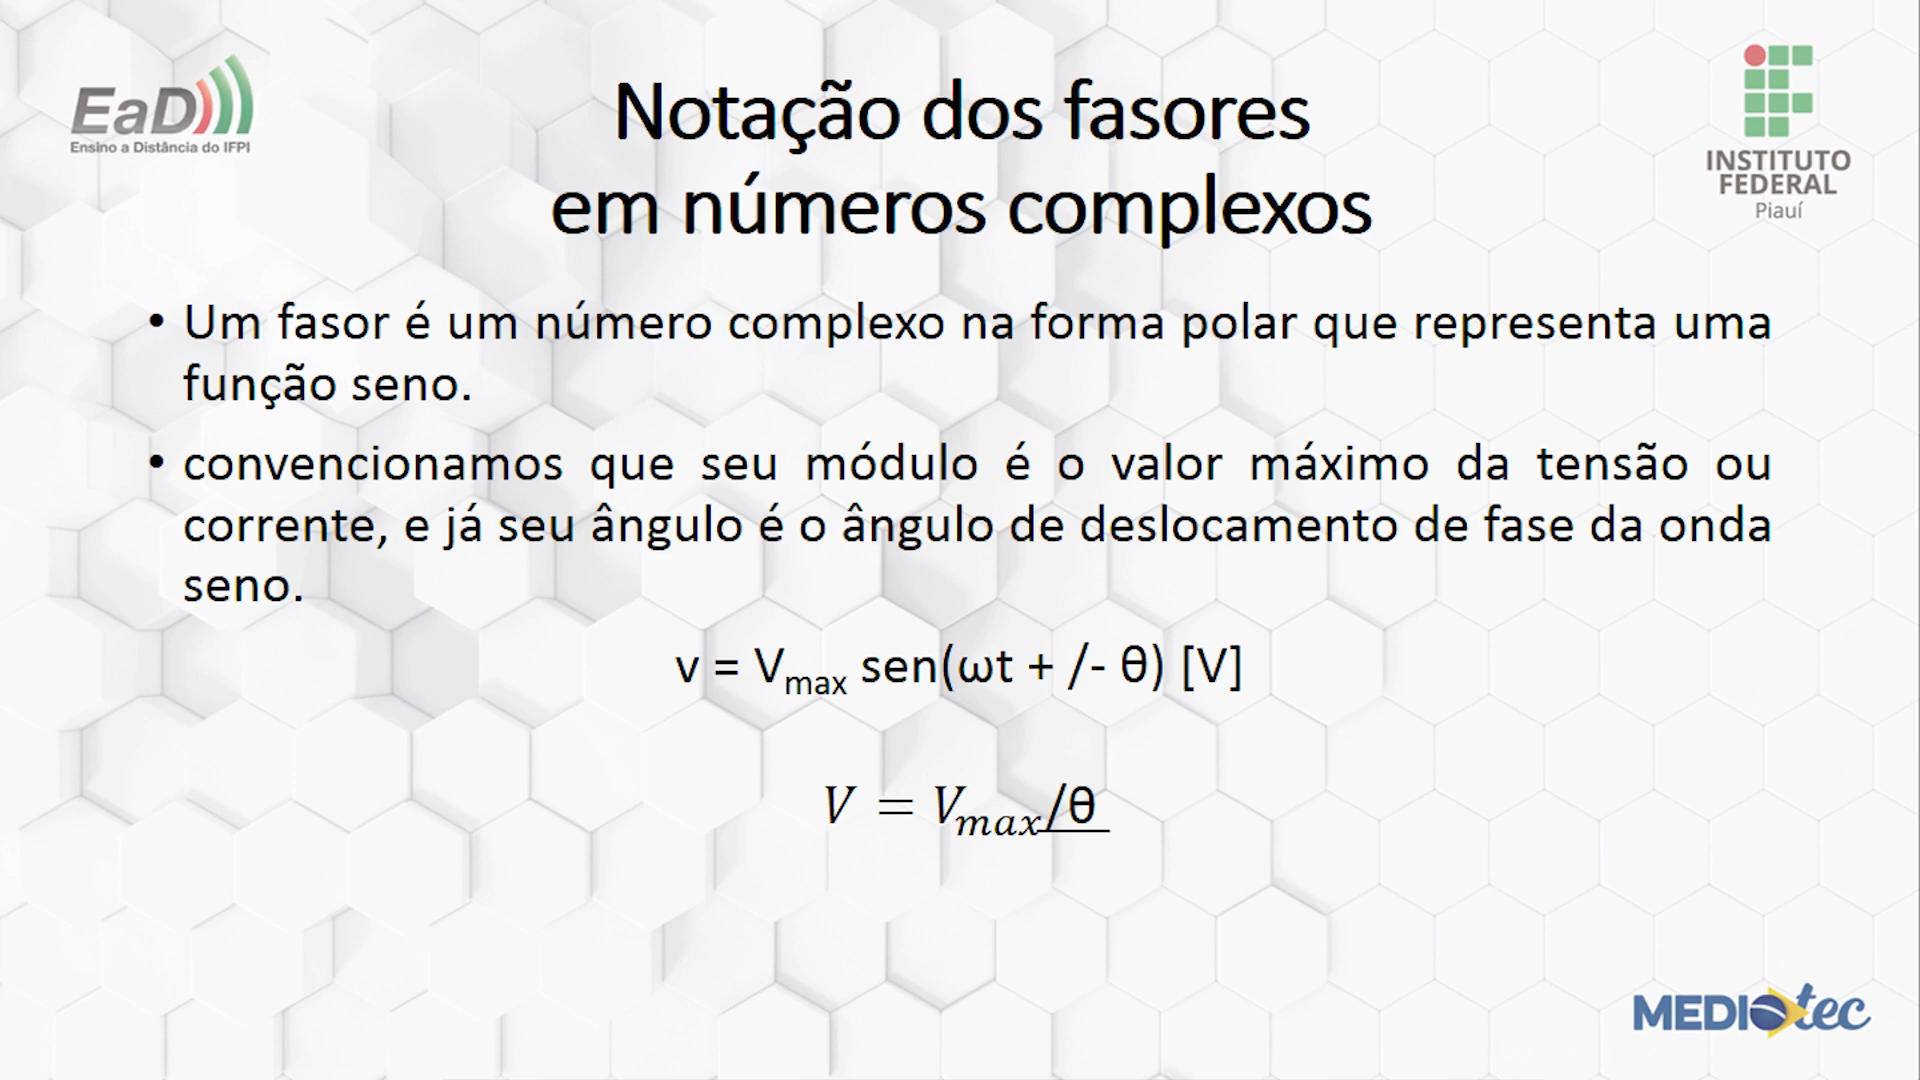 EaD
Ensino a Distância do IFPI
Notação dos fasores
em números complexos
INSTITUTO
FEDERAL
Piauí
• Um fasor é um número complexo na forma polar que representa uma
função seno.
• convencionamos que seu módulo é o valor máximo da tensão ou
corrente, e já seu ângulo é o ângulo de deslocamento de fase da onda
seno.
v = Vmax sen(ωt + /- θ) [V]
V = Vmax/θ
MEDIOtec